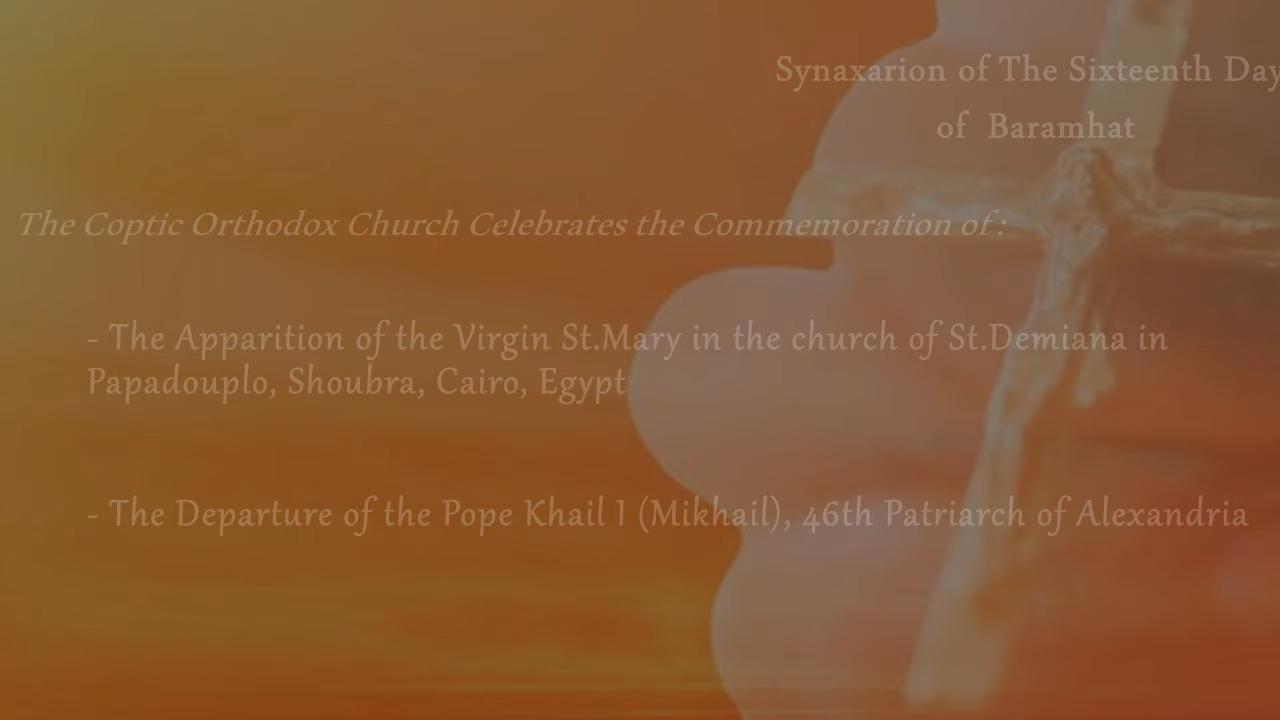 Synaxarion of The Sixteenth Day
of Baramhat
The Coptic Orthodox Church Celebrates the Commemoration of :
- The Apparition of the Virgin St.Mary in the church of St.Demiana in
Papadouplo, Shoubra, Cairo, Egypt
- The Departure of the Pope Khail I (Mikhail), 46th Patriarch of Alexandria